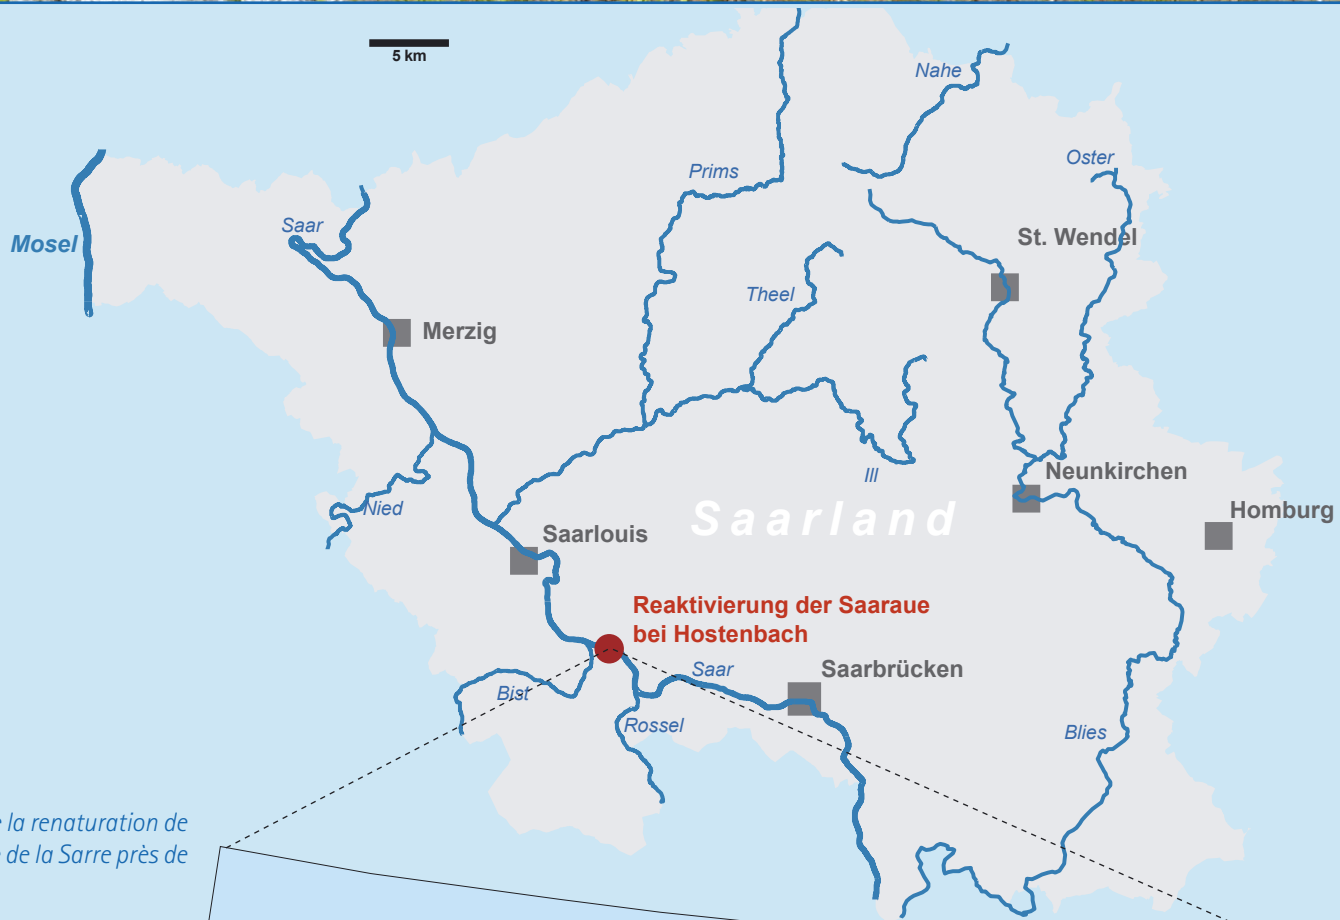 5 km
Nahe
Oster
Prims
Saar
Mosel
St. Wendel
Theel
Merzig
Ill
Neunkirchen
Nied
Homburg
Saarland
Saarlouis
Reaktivierung der Saaraue
bei Hostenbach
Saar
Saarbrücken
Bist
Rossel
Blies
la renaturation de
de la Sarre près de